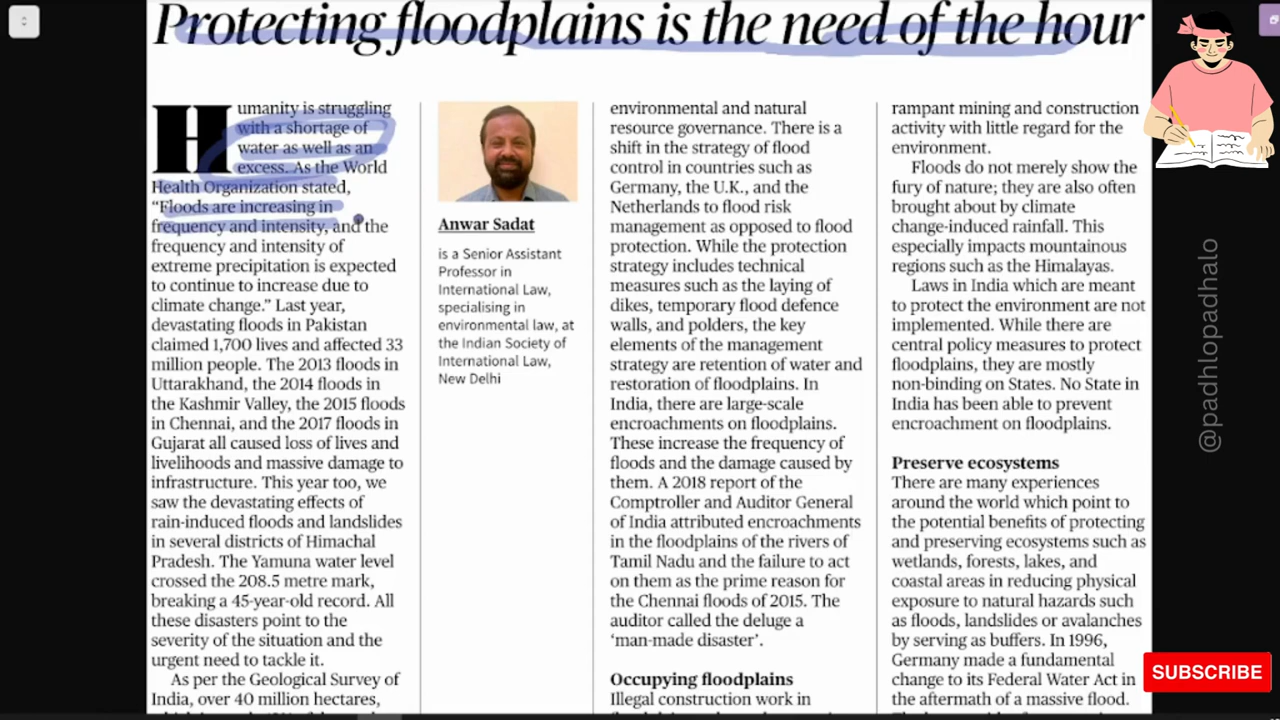 Protecting floodplains is the need of the hour
Humanity is struggling
with a shortage of
water as well as an
excess. As the World
Health Organization stated,
“Floods are increasing in
frequency and intensity, and the
frequency and intensity of
extreme precipitation is expected
to continue to increase due to
climate change.” Last year,
devastating floods in Pakistan
claimed 1,700 lives and affected 33
million people. The 2013 floods in
Uttarakhand, the 2014 floods in
the Kashmir Valley, the 2015 floods
in Chennai, and the 2017 floods in
Gujarat all caused loss of lives and
livelihoods and massive damage to
infrastructure. This year too, we
saw the devastating effects of
rain-induced floods and landslides
in several districts of Himachal
Pradesh. The Yamuna water level
crossed the 208.5 metre mark,
breaking a 45-year-old record. All
these disasters point to the
severity of the situation and the
urgent need to tackle it.
As per the Geological Survey of
India, over 40 million hectares,
Anwar Sadat
is a Senior Assistant
Professor in
International Law,
specialising in
environmental law, at
the Indian Society of
International Law,
New Delhi
environmental and natural
resource governance. There is a
shift in the strategy of flood
control in countries such as
Germany, the U.K., and the
Netherlands to flood risk
management as opposed to flood
protection. While the protection
strategy includes technical
measures such as the laying of
dikes, temporary flood defence
walls, and polders, the key
elements of the management
strategy are retention of water and
restoration of floodplains. In
India, there are large-scale
encroachments on floodplains.
These increase the frequency of
floods and the damage caused by
them. A 2018 report of the
Comptroller and Auditor General
of India attributed encroachments
in the floodplains of the rivers of
Tamil Nadu and the failure to act
on them as the prime reason for
the Chennai floods of 2015. The
auditor called the deluge a
‘man-made disaster’.
Occupying floodplains
Illegal construction work in
rampant mining and construction
activity with little regard for the
environment.
Floods do not merely show the
fury of nature; they are also often
brought about by climate
change-induced rainfall. This
especially impacts mountainous
regions such as the Himalayas.
Laws in India which are meant
to protect the environment are not
implemented. While there are
central policy measures to protect
floodplains, they are mostly
non-binding on States. No State in
India has been able to prevent
encroachment on floodplains.
Preserve ecosystems
There are many experiences
around the world which point to
the potential benefits of protecting
and preserving ecosystems such as
wetlands, forests, lakes, and
coastal areas in reducing physical
exposure to natural hazards such
as floods, landslides or avalanches
by serving as buffers. In 1996,
Germany made a fundamental
change to its Federal Water Act in
the aftermath of a massive flood.
@padhlopadhalo
SUBSCRIBE